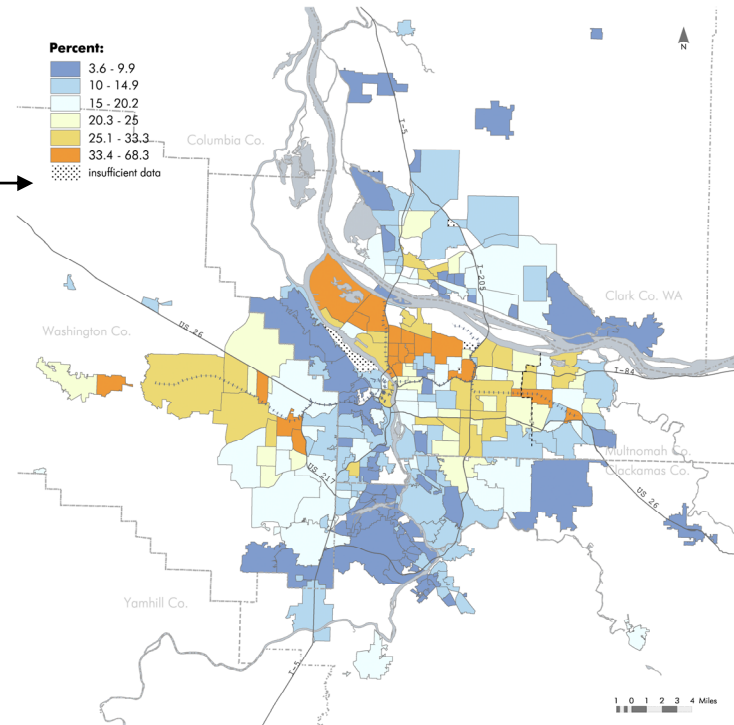 N
Percent:
3.6 - 9.9
10 - 14.9
15 - 20.2
20.3 - 25
25.1 - 33.3
33.4 - 68.3
insufficient data
I-5
Columbia Co.
I-205
Clark Co. WA
Washington Co.
US 26
I-84
Multnomah Co.
Clackamas Co.
US 217
US 26
Yamhill Co.
I-5
1 0 1 2 3 4 Miles